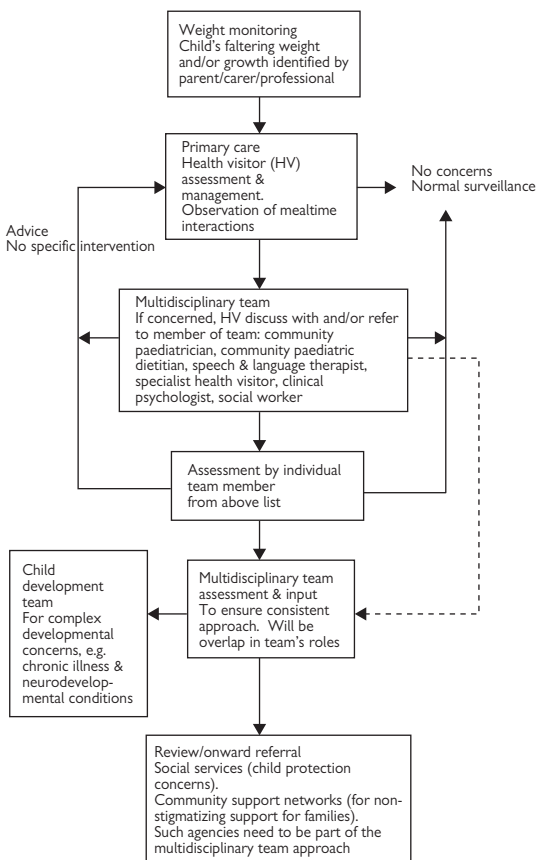 Weight monitoring
Child's faltering weight
and/or growth identified by
parent/carer/professional
Primary care
Health visitor (HV)
assessment &
management.
Observation of mealtime
interactions
No concerns
Normal surveillance
Advice
No specific intervention
Multidisciplinary team
If concerned, HV discuss with and/or refer
to member of team: community
paediatrician, community paediatric
dietitian, speech & language therapist,
specialist health visitor, clinical
psychologist, social worker
Assessment by individual
team member
from above list
Child
development
team
For complex
developmental
concerns, e.g.
chronic illness &
neurodevelop-
mental conditions
Multidisciplinary team
assessment & input
To ensure consistent
approach. Will be
overlap in team's roles
Review/onward referral
Social services (child protection
concerns).
Community support networks (for non-
stigmatizing support for families).
Such agencies need to be part of the
multidisciplinary team approach